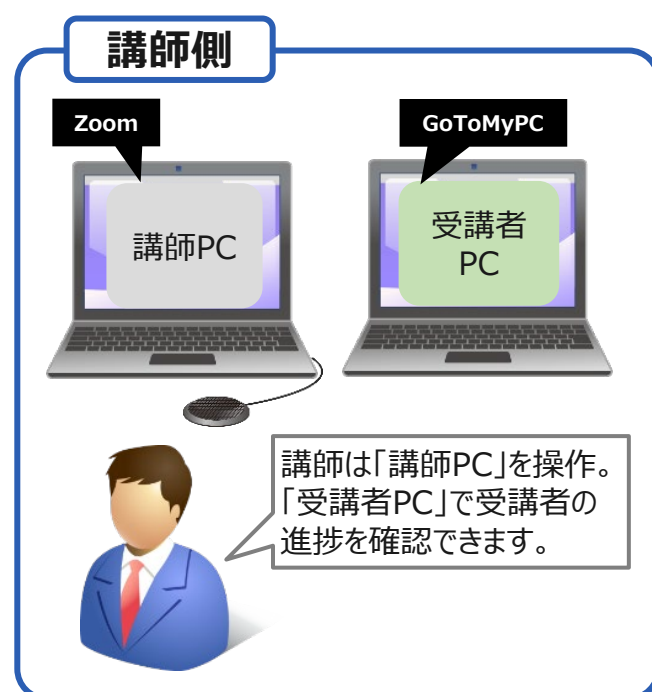 講師側
Zoom
GoToMyPC
講師PC
受講者
PC
講師は「講師PC」を操作。
「受講者PC」で受講者の
進捗を確認できます。